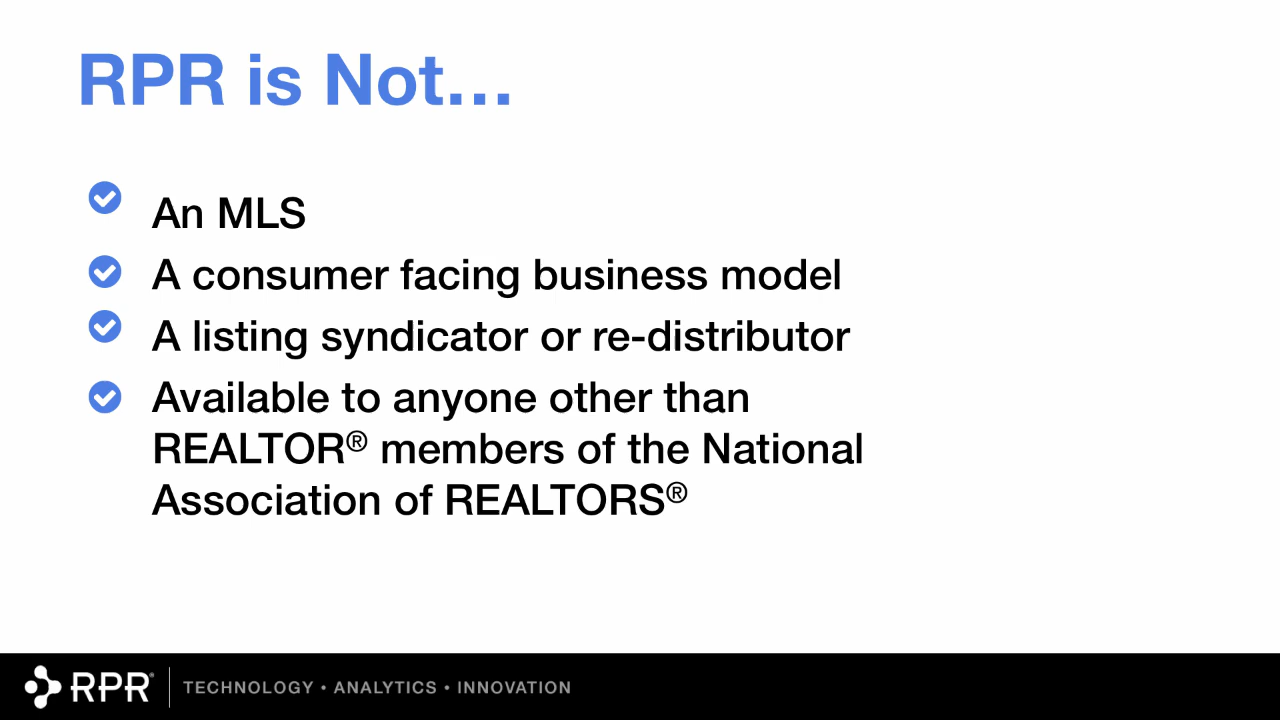 RPR is Not...
An MLS
A consumer facing business model
A listing syndicator or re-distributor
Available to anyone other than
REALTOR® members of the National
Association of REALTORS®
RPR® TECHNOLOGY • ANALYTICS • INNOVATION